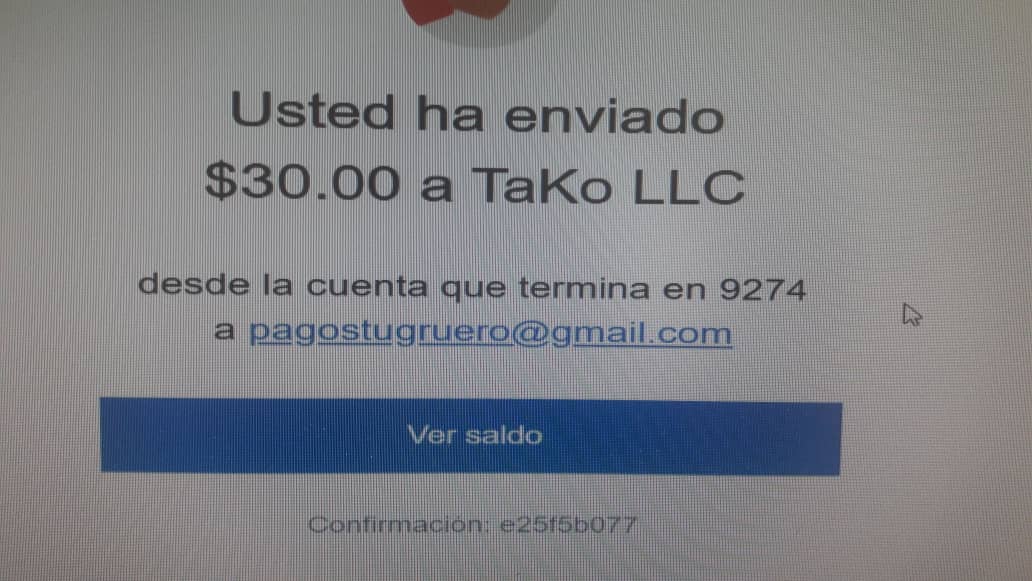 Usted ha enviado
$30.00 a TaKo LLC
desde la cuenta que termina en 9274
a pagostugruero@gmail.com
Ver saldo
Confirmación: e25f5b077